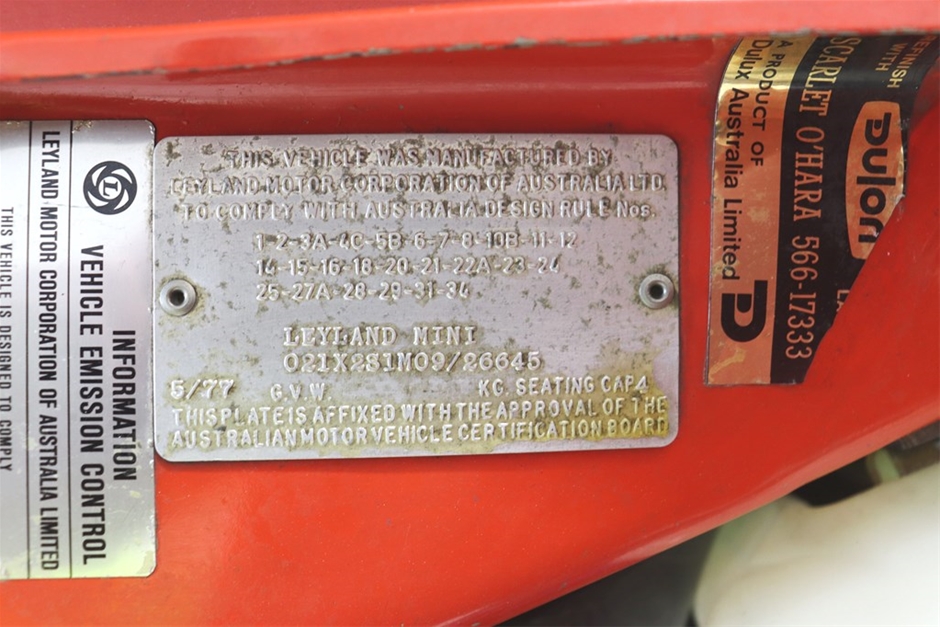 THIS VEHICLE WAS MANUFACTURED BY
LEYLAND MOTOR CORPORATION OF AUSTRALIA LTD.
TO COMPLY WITH AUSTRALIA DESIGN RULE Nos.
1-2-3A-4C-5B-6-7-8-10B-11-12
14-15-16-18-20-21-22A-23-24
25-27A-28-29-31-34
LEYLAND MINI
021X2S1M09/26645
5/77 G.V.W. KG. SEATING CAP.4
THIS PLATE IS AFFIXED WITH THE APPROVAL OF THE
AUSTRALIAN MOTOR VEHICLE CERTIFICATION BOARD
INFORMATION
VEHICLE EMISSION CONTROL
L
LEYLAND MOTOR CORPORATION OF AUSTRALIA LIMITED
THIS VEHICLE IS DESIGNED TO COMPLY
REFINISH
WITH
DULON
SCARLET O'HARA 566-17333
A PRODUCT OF
Dulux Australia Limited
D